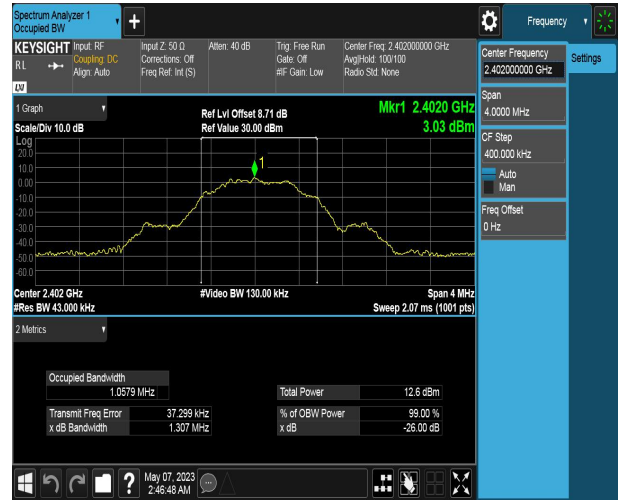 Spectrum Analyzer 1
Occupied BW
Frequency
KEYSIGHT
R L
LXI
Input: RF
Coupling: DC
Align: Auto
Input Z: 50 Ω
Corrections: Off
Freq Ref: Int (S)
Atten: 40 dB
Trig: Free Run
Gate: Off
#IF Gain: Low
Center Freq: 2.402000000 GHz
Avg|Hold: 100/100
Radio Std: None
Center Frequency
2.402000000 GHz
Settings
Span
4.0000 MHz
CF Step
400.000 kHz
Auto
Man
Freq Offset
0 Hz
1 Graph
Scale/Div 10.0 dB
Ref Lvl Offset 8.71 dB
Ref Value 30.00 dBm
Mkr1 2.4020 GHz
3.03 dBm
Log
20.0
10.0
0.00
-10.0
-20.0
-30.0
-40.0
-50.0
-60.0
1
Center 2.402 GHz
#Res BW 43.000 kHz
#Video BW 130.00 kHz
Span 4 MHz
Sweep 2.07 ms (1001 pts)
2 Metrics
Occupied Bandwidth
1.0579 MHz
Total Power 12.6 dBm
Transmit Freq Error 37.299 kHz
% of OBW Power 99.00 %
x dB Bandwidth 1.307 MHz
x dB -26.00 dB
?
May 07, 2023
2:46:48 AM